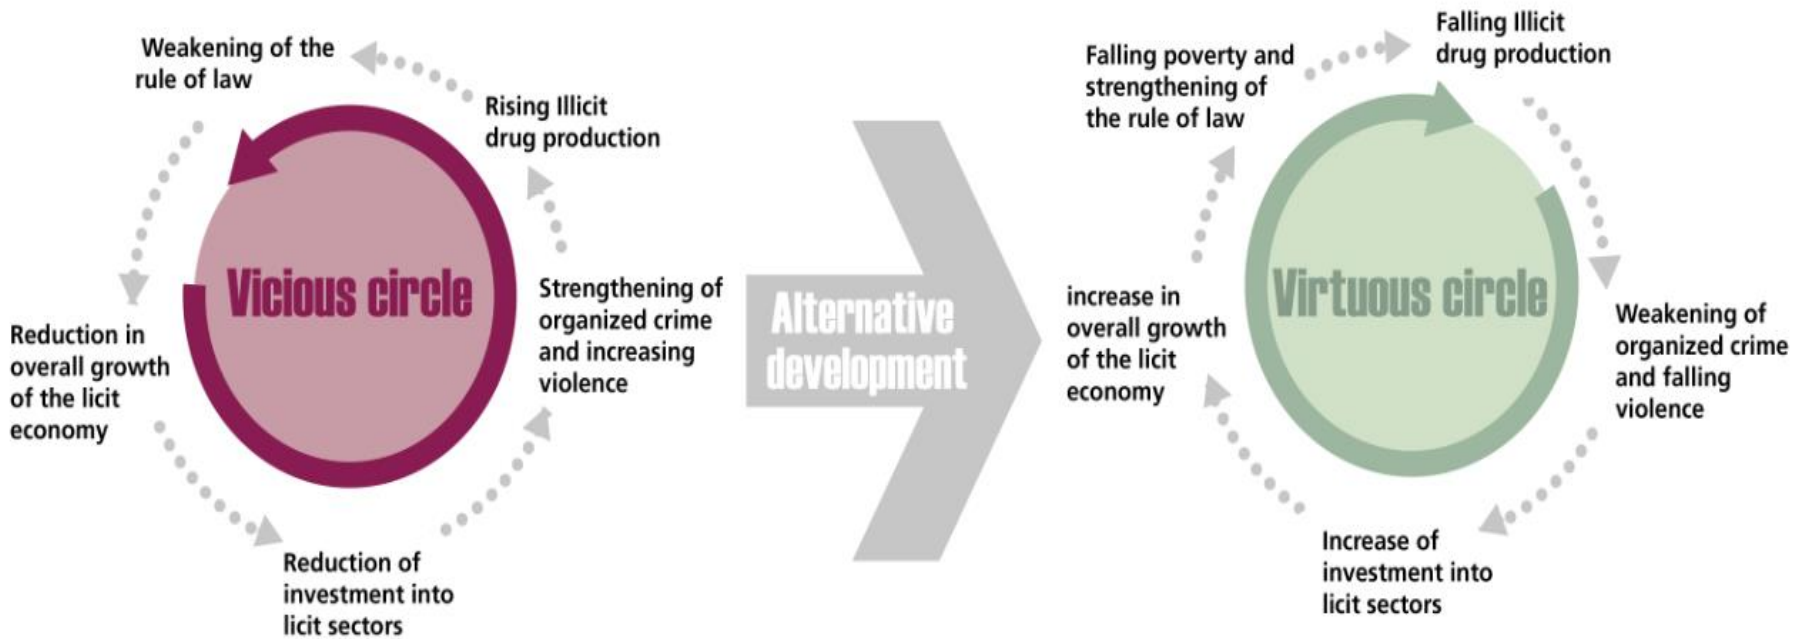 Weakening of the
rule of law
Rising Illicit
drug production
Vicious circle
Strengthening of
organized crime
and increasing
violence
Reduction in
overall growth
of the licit
economy
Reduction of
investment into
licit sectors
Alternative
development
Falling Illicit
drug production
Falling poverty and
strengthening of
the rule of law
Virtuous circle
increase in
overall growth
of the licit
economy
Weakening of
organized crime
and falling
violence
Increase of
investment into
licit sectors